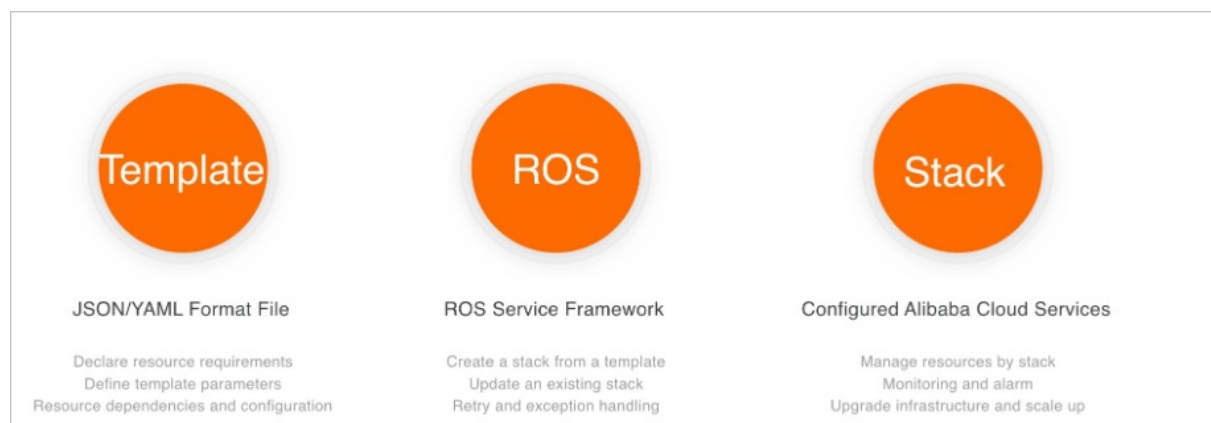 Template
ROS
Stack
JSON/YAML Format File
ROS Service Framework
Configured Alibaba Cloud Services
Declare resource requirements
Define template parameters
Resource dependencies and configuration
Create a stack from a template
Update an existing stack
Retry and exception handling
Manage resources by stack
Monitoring and alarm
Upgrade infrastructure and scale up